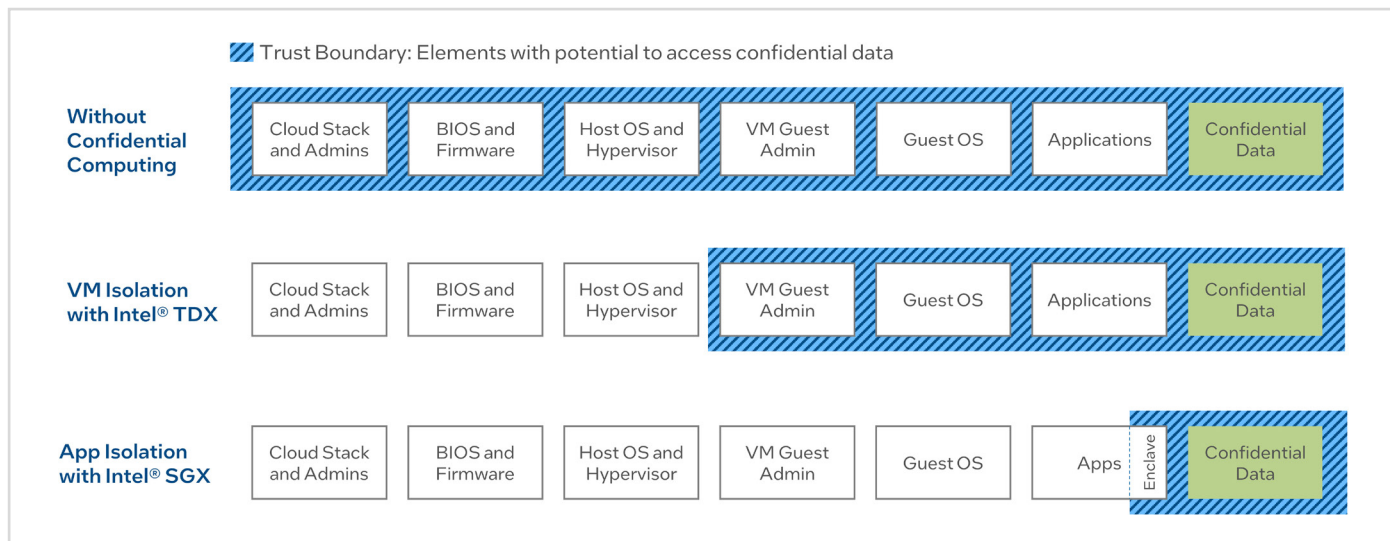 Trust Boundary: Elements with potential to access confidential data
Without
Confidential
Computing
Cloud Stack
and Admins
BIOS and
Firmware
Host OS and
Hypervisor
VM Guest
Admin
Guest OS
Applications
Confidential
Data
VM Isolation
with Intel® TDX
Cloud Stack
and Admins
BIOS and
Firmware
Host OS and
Hypervisor
VM Guest
Admin
Guest OS
Applications
Confidential
Data
App Isolation
with Intel® SGX
Cloud Stack
and Admins
BIOS and
Firmware
Host OS and
Hypervisor
VM Guest
Admin
Guest OS
Apps
Enclave
Confidential
Data